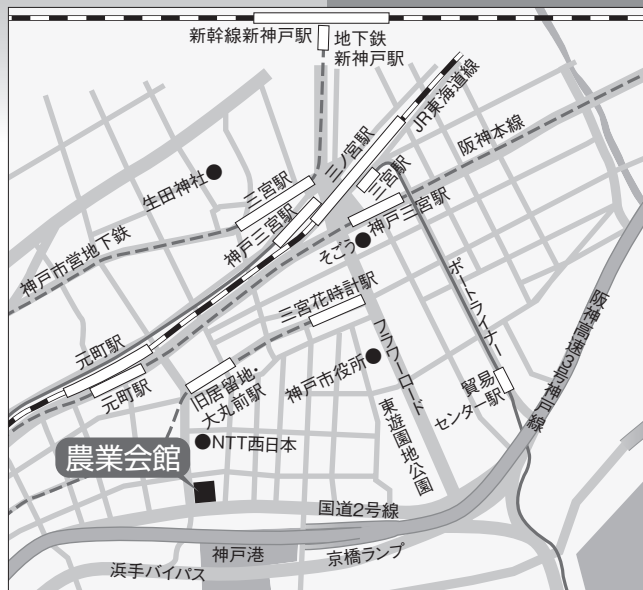 新幹線新神戸駅
地下鉄
新神戸駅
JR東海道線
三ノ宮駅
阪神本線
生田神社
三宮駅
三宮駅
神戸三宮駅
神戸三宮駅
そごう
神戸市営地下鉄
ポートライナー
三宮花時計駅
阪神高速3号神戸線
元町駅
元町駅
旧居留地・
大丸前駅
神戸市役所
フラワーロード
貿易
センター駅
東遊園地公園
NTT西日本
農業会館
国道2号線
神戸港
京橋ランプ
浜手バイパス